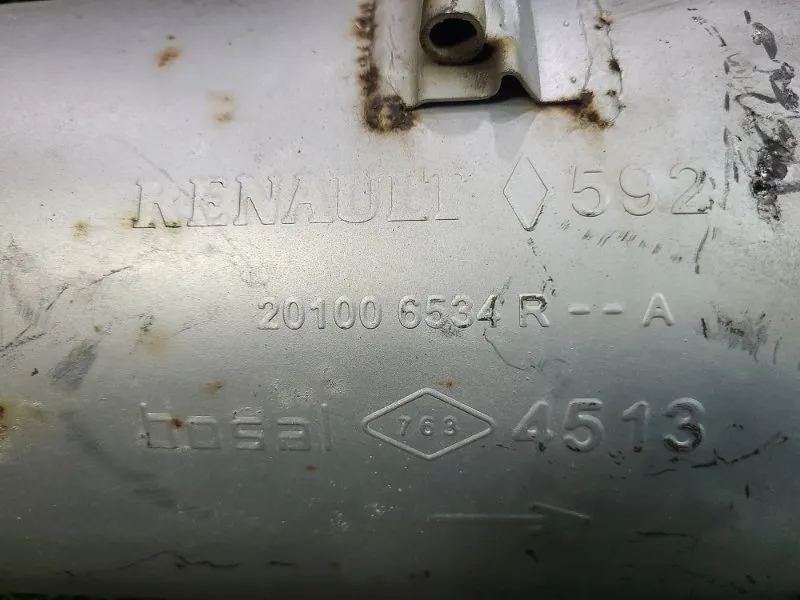 RENAULT ◊ 592
20100 6534 R -- A
bosal 763 4513